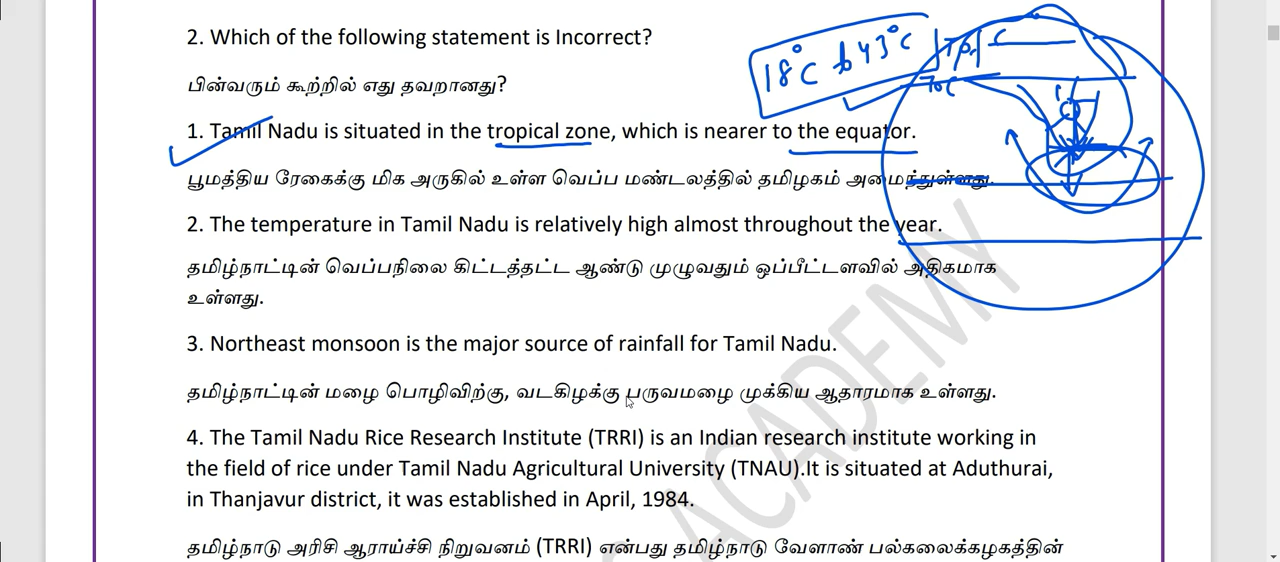 2. Which of the following statement is Incorrect?
18°C to 43°C
பின்வரும் கூற்றில் எது தவறானது?
1. Tamil Nadu is situated in the tropical zone, which is nearer to the equator.
பூமத்திய ரேகைக்கு மிக அருகில் உள்ள வெப்ப மண்டலத்தில் தமிழகம் அமைந்துள்ளது.
2. The temperature in Tamil Nadu is relatively high almost throughout the year.
தமிழ்நாட்டின் வெப்பநிலை கிட்டத்தட்ட ஆண்டு முழுவதும் ஒப்பீட்டளவில் அதிகமாக
உள்ளது.
3. Northeast monsoon is the major source of rainfall for Tamil Nadu.
தமிழ்நாட்டின் மழை பொழிவிற்கு, வடகிழக்கு பருவமழை முக்கிய ஆதாரமாக உள்ளது.
4. The Tamil Nadu Rice Research Institute (TRRI) is an Indian research institute working in
the field of rice under Tamil Nadu Agricultural University (TNAU).It is situated at Aduthurai,
in Thanjavur district, it was established in April, 1984.
தமிழ்நாடு அரிசி ஆராய்ச்சி நிறுவனம் (TRRI) என்பது தமிழ்நாடு வேளாண் பல்கலைக்கழகத்தின்
ACADEMY